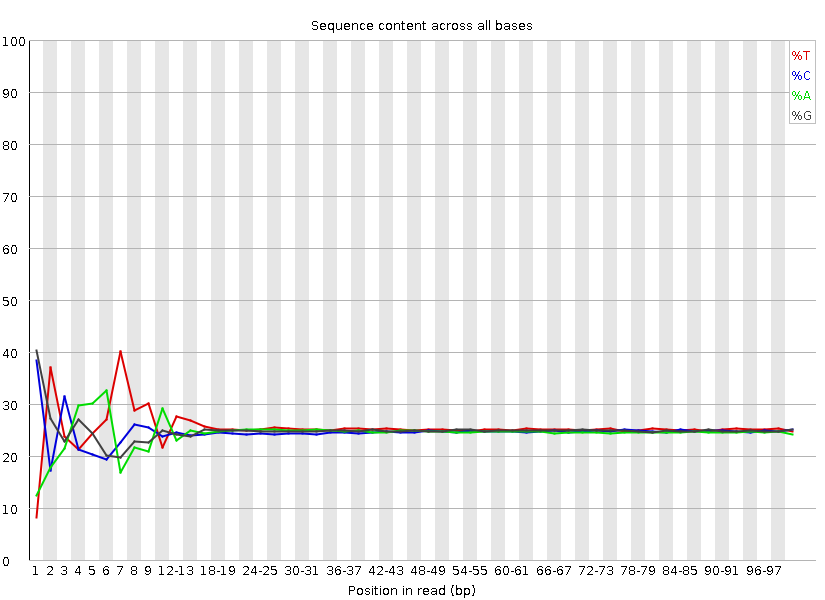 Sequence content across all bases
100
90
80
70
60
50
40
30
20
10
0
%T
%C
%A
%G
1 2 3 4 5 6 7 8 9 12-13 18-19 24-25 30-31 36-37 42-43 48-49 54-55 60-61 66-67 72-73 78-79 84-85 90-91 96-97
Position in read (bp)